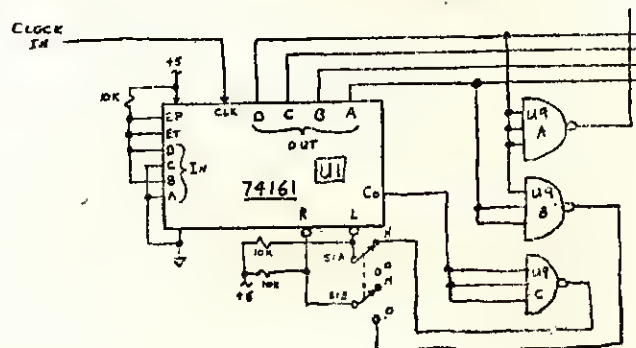 CLOCK
IN
+5
10K
EP
ET
D
C
B
A
IN
CLK
D C B A
OUT
U1
74161
Co
R L
10K
10K
+5
S1A
S1B
H
D
H
D
U9
A
U9
B
U9
C